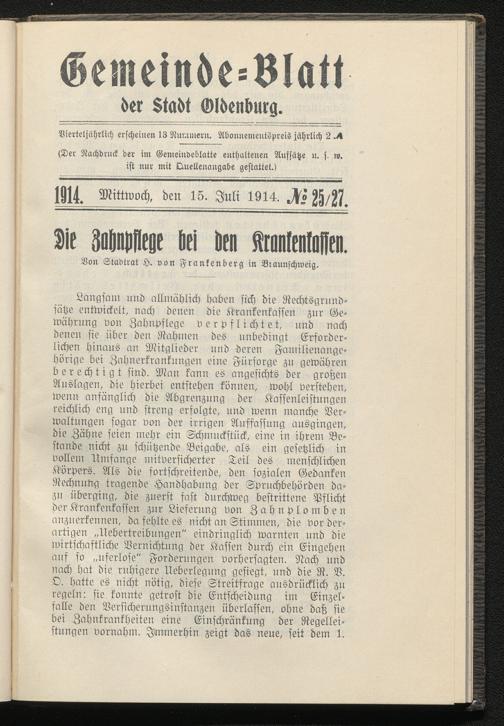 Gemeinde=Blatt
der Stadt Oldenburg.
Vierteljährlich erscheinen 13 Nummern. Abonnementspreis jährlich 2 ℳ
(Der Nachdruck der im Gemeindeblatte enthaltenen Aufsätze u. s. w.
ist nur mit Quellenangabe gestattet.)
1914. Mittwoch, den 15. Juli 1914. № 25/27.
Die Zahnpflege bei den Krankenkassen.
Von Stadtrat H. von Frankenberg in Braunschweig.
Langsam und allmählich haben sich die Rechtsgrund-
sätze entwickelt, nach denen die Krankenkassen zur Ge-
währung von Zahnpflege verpflichtet, und nach
denen sie über den Rahmen des unbedingt Erforder-
lichen hinaus an Mitglieder und deren Familienange-
hörige bei Zahnerkrankungen eine Fürsorge zu gewähren
berechtigt sind. Man kann es angesichts der großen
Auslagen, die hierbei entstehen können, wohl verstehen,
wenn anfänglich die Abgrenzung der Kassenleistungen
reichlich eng und streng erfolgte, und wenn manche Ver-
waltungen sogar von der irrigen Auffassung ausgingen,
die Zähne seien mehr ein Schmuckstück, eine in ihrem Be-
stande nicht zu schützende Beigabe, als ein gesetzlich in
vollem Umfange mitversicherter Teil des menschlichen
Körpers. Als die fortschreitende, den sozialen Gedanken
Rechnung tragende Handhabung der Spruchbehörden da-
zu überging, die zuerst fast durchweg bestrittene Pflicht
der Krankenkassen zur Lieferung von Zahnplomben
anzuerkennen, da fehlte es nicht an Stimmen, die vor der-
artigen „Uebertreibungen" eindringlich warnten und die
wirtschaftliche Vernichtung der Kassen durch ein Eingehen
auf so „uferlose" Forderungen vorhersagten. Nach und
nach hat die ruhigere Ueberlegung gesiegt, und die R. V.
O. hatte es nicht nötig, diese Streitfrage ausdrücklich zu
regeln: sie konnte getrost die Entscheidung im Einzel-
falle den Versicherungsinstanzen überlassen, ohne daß sie
bei Zahnkrankheiten eine Einschränkung der Regellei-
stungen vornahm. Immerhin zeigt das neue, seit dem 1.